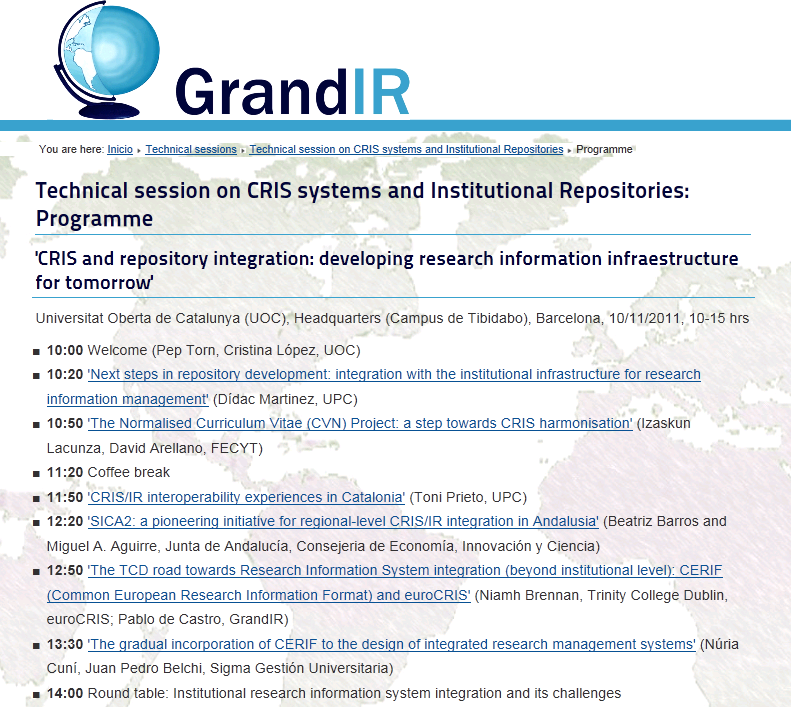 GrandIR
You are here: Inicio ▸ Technical sessions ▸ Technical session on CRIS systems and Institutional Repositories ▸ Programme
Technical session on CRIS systems and Institutional Repositories:
Programme
'CRIS and repository integration: developing research information infraestructure
for tomorrow'
Universitat Oberta de Catalunya (UOC), Headquarters (Campus de Tibidabo), Barcelona, 10/11/2011, 10-15 hrs
▪ 10:00 Welcome (Pep Torn, Cristina López, UOC)
▪ 10:20 'Next steps in repository development: integration with the institutional infrastructure for research
information management' (Dídac Martinez, UPC)
▪ 10:50 'The Normalised Curriculum Vitae (CVN) Project: a step towards CRIS harmonisation' (Izaskun
Lacunza, David Arellano, FECYT)
▪ 11:20 Coffee break
▪ 11:50 'CRIS/IR interoperability experiences in Catalonia' (Toni Prieto, UPC)
▪ 12:20 'SICA2: a pioneering initiative for regional-level CRIS/IR integration in Andalusia' (Beatriz Barros and
Miguel A. Aguirre, Junta de Andalucía, Consejeria de Economía, Innovación y Ciencia)
▪ 12:50 'The TCD road towards Research Information System integration (beyond institutional level): CERIF
(Common European Research Information Format) and euroCRIS' (Niamh Brennan, Trinity College Dublin,
euroCRIS; Pablo de Castro, GrandIR)
▪ 13:30 'The gradual incorporation of CERIF to the design of integrated research management systems' (Núria
Cuní, Juan Pedro Belchi, Sigma Gestión Universitaria)
▪ 14:00 Round table: Institutional research information system integration and its challenges